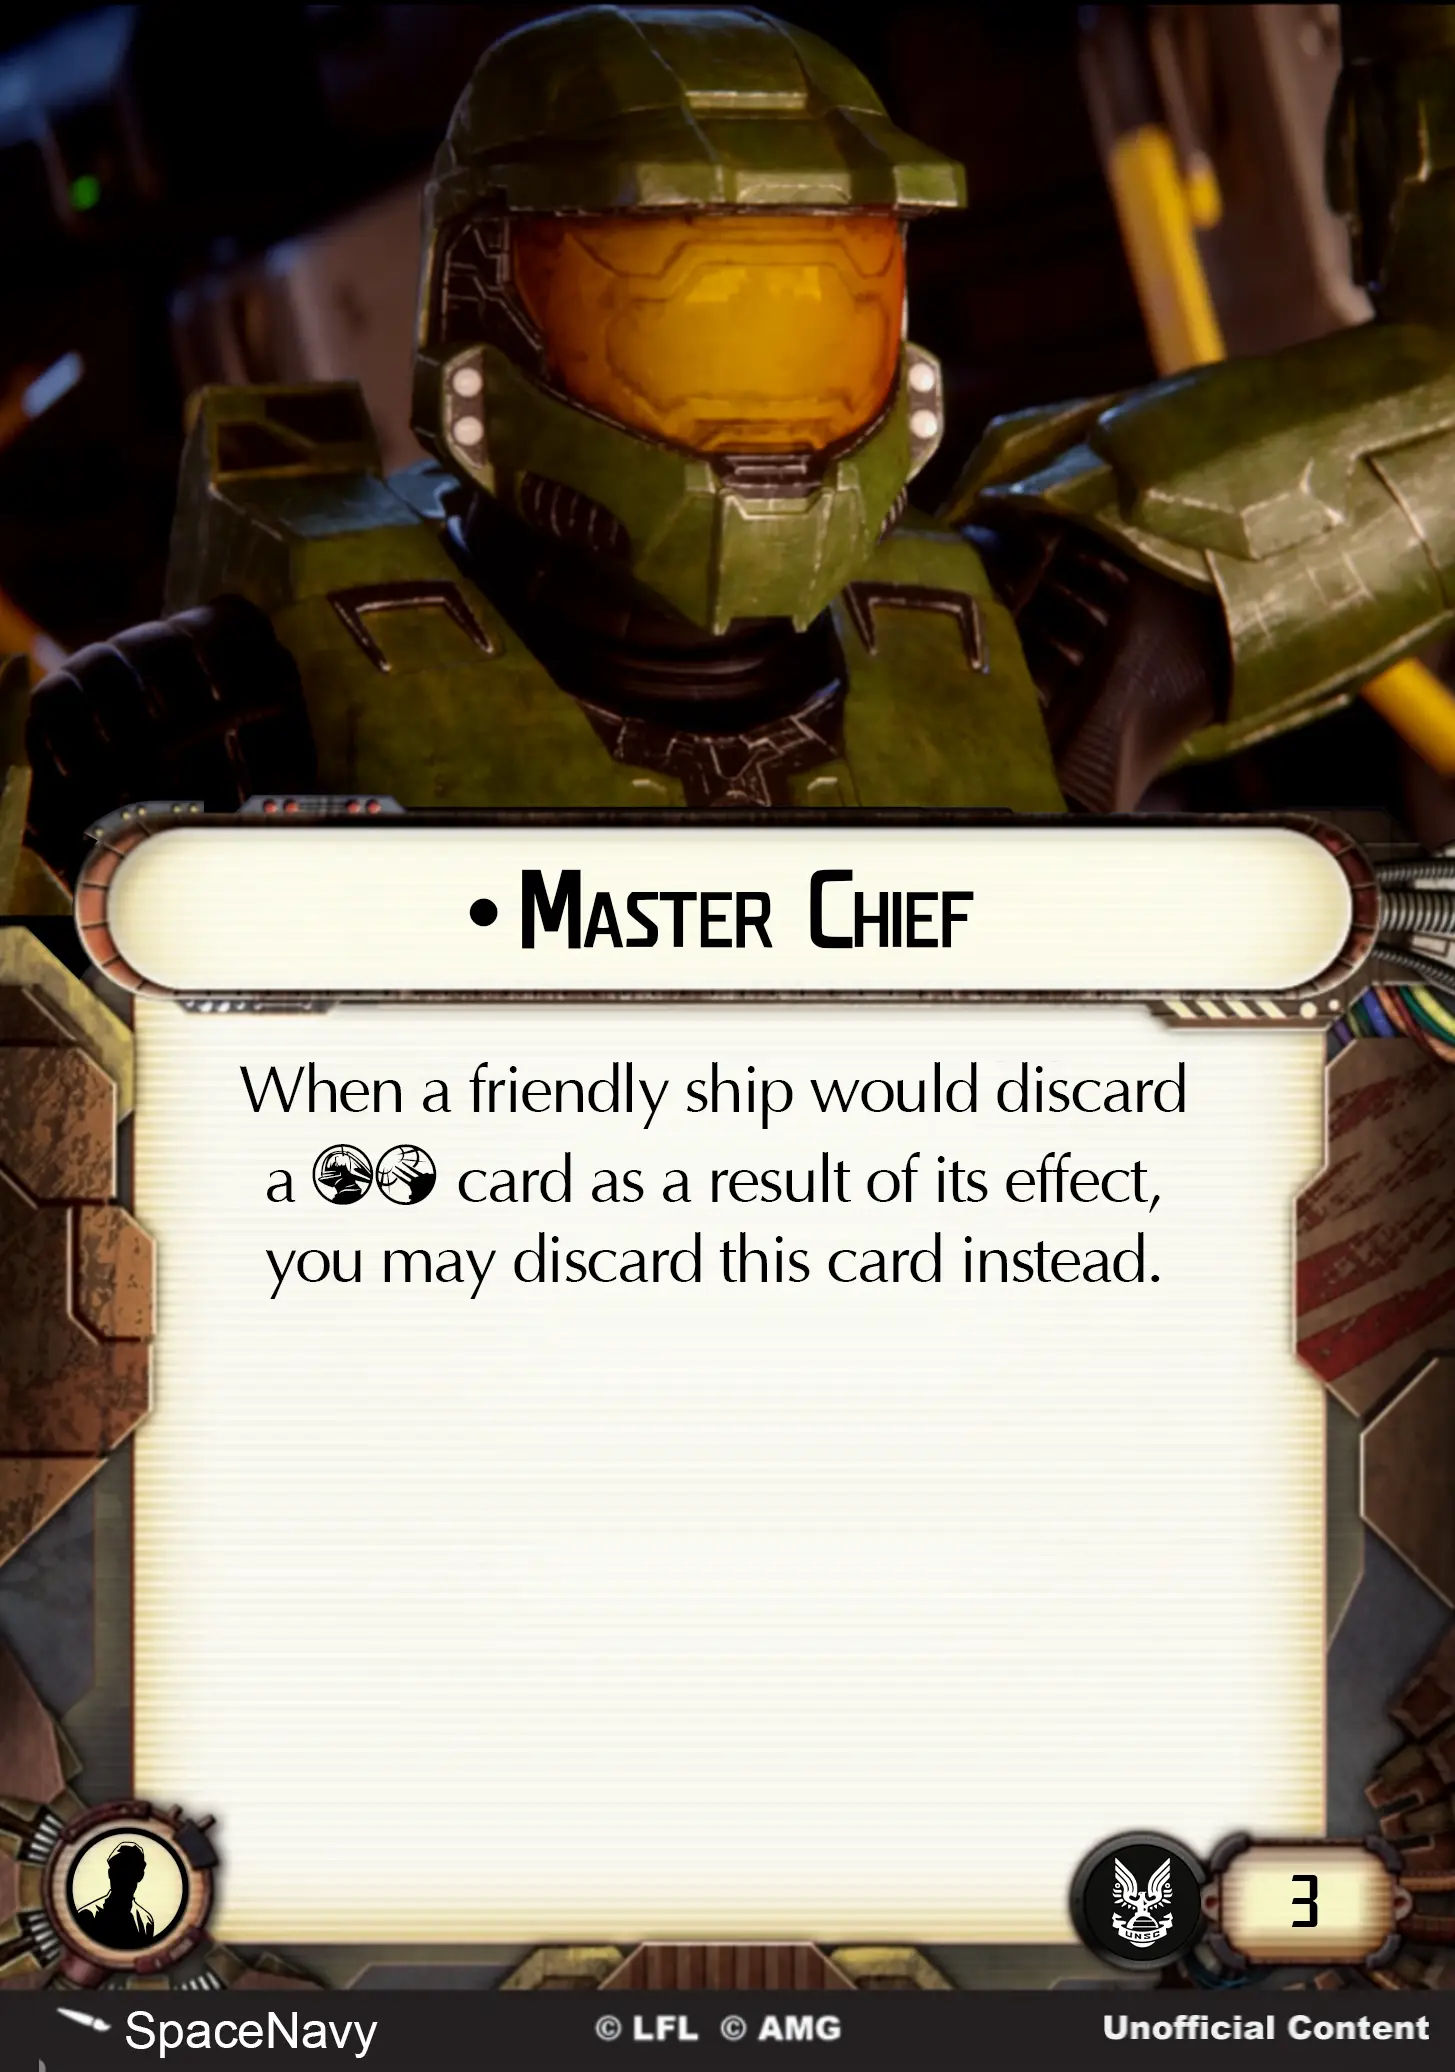 • Master Chief
When a friendly ship would discard
a card as a result of its effect,
you may discard this card instead.
UNSC
3
SpaceNavy
© LFL © AMG
Unofficial Content